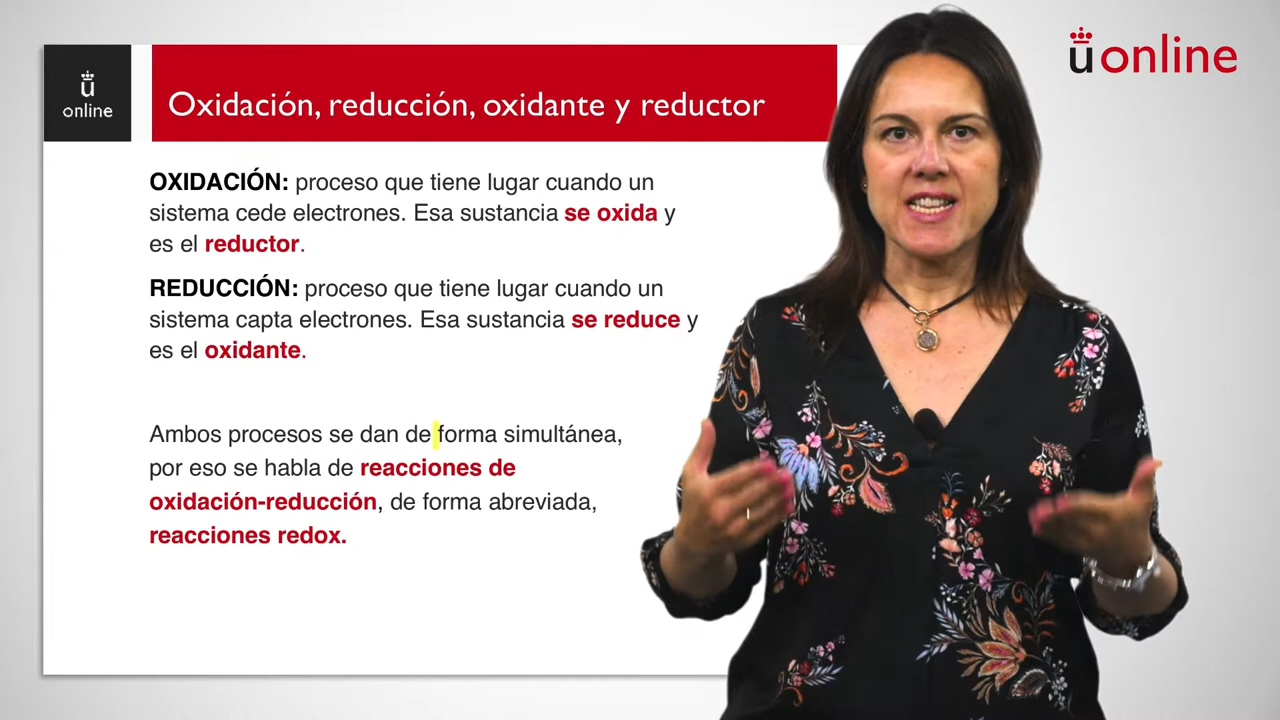 ū
online
Oxidación, reducción, oxidante y reductor
ūonline
OXIDACIÓN: proceso que tiene lugar cuando un
sistema cede electrones. Esa sustancia se oxida y
es el reductor.
REDUCCIÓN: proceso que tiene lugar cuando un
sistema capta electrones. Esa sustancia se reduce y
es el oxidante.
Ambos procesos se dan de forma simultánea,
por eso se habla de reacciones de
oxidación-reducción, de forma abreviada,
reacciones redox.